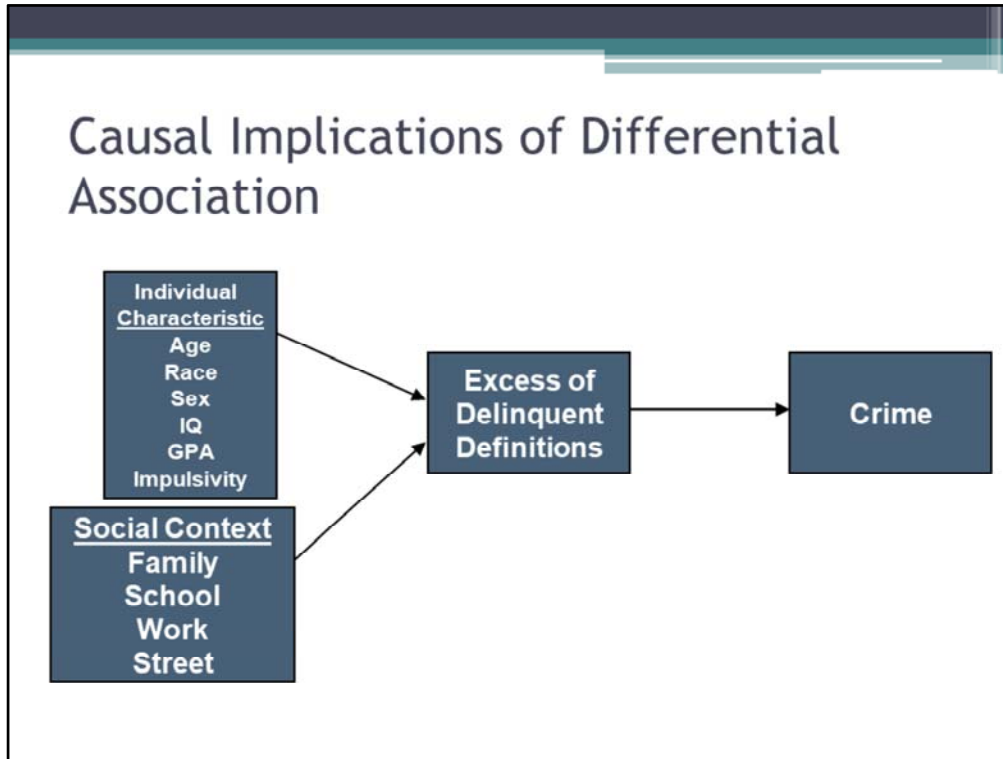 Causal Implications of Differential
Association
Individual
Characteristic
Age
Race
Sex
IQ
GPA
Impulsivity
Social Context
Family
School
Work
Street
Excess of
Delinquent
Definitions
Crime